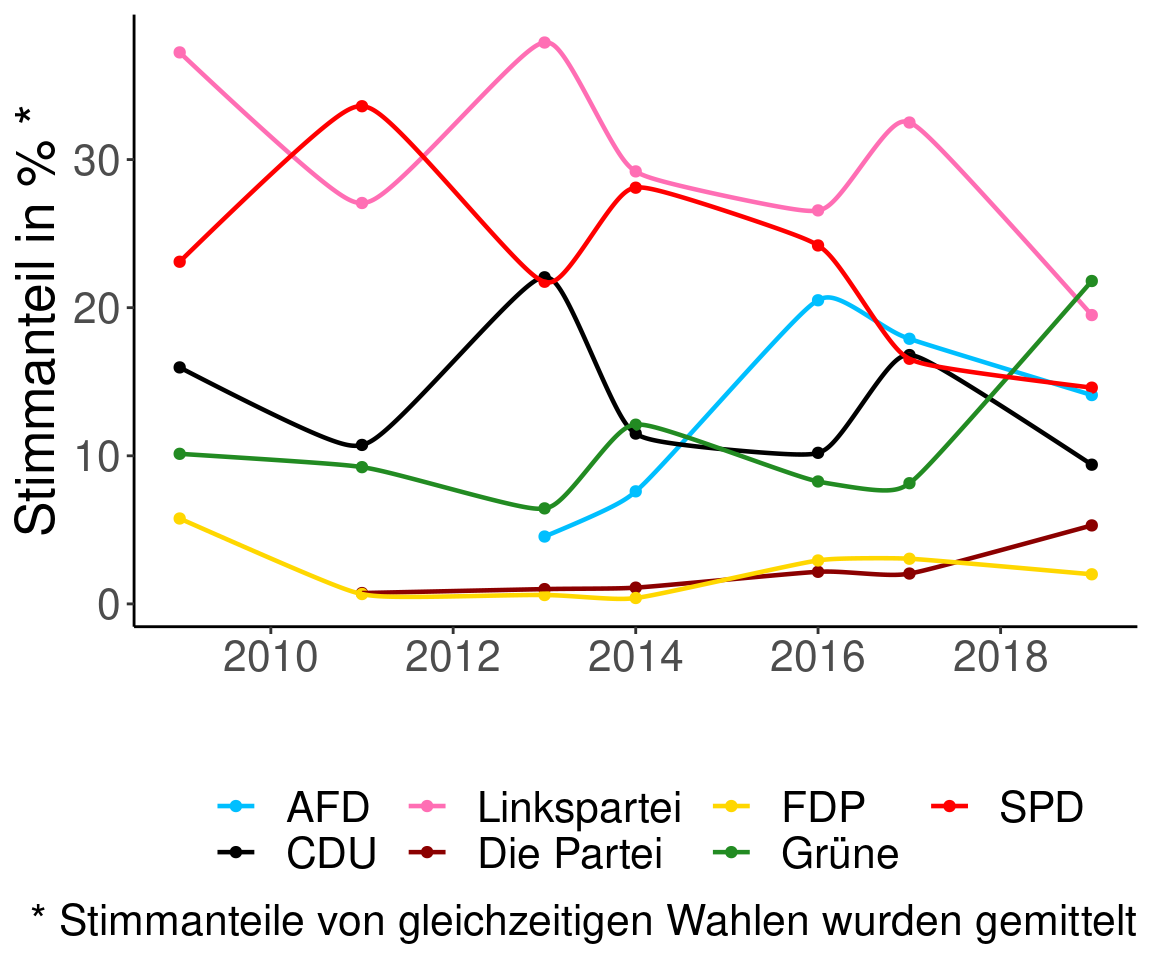 Stimmanteil in % *
30
20
10
0
2010 2012 2014 2016 2018
AFD Linkspartei FDP SPD
CDU Die Partei Grüne
* Stimmanteile von gleichzeitigen Wahlen wurden gemittelt